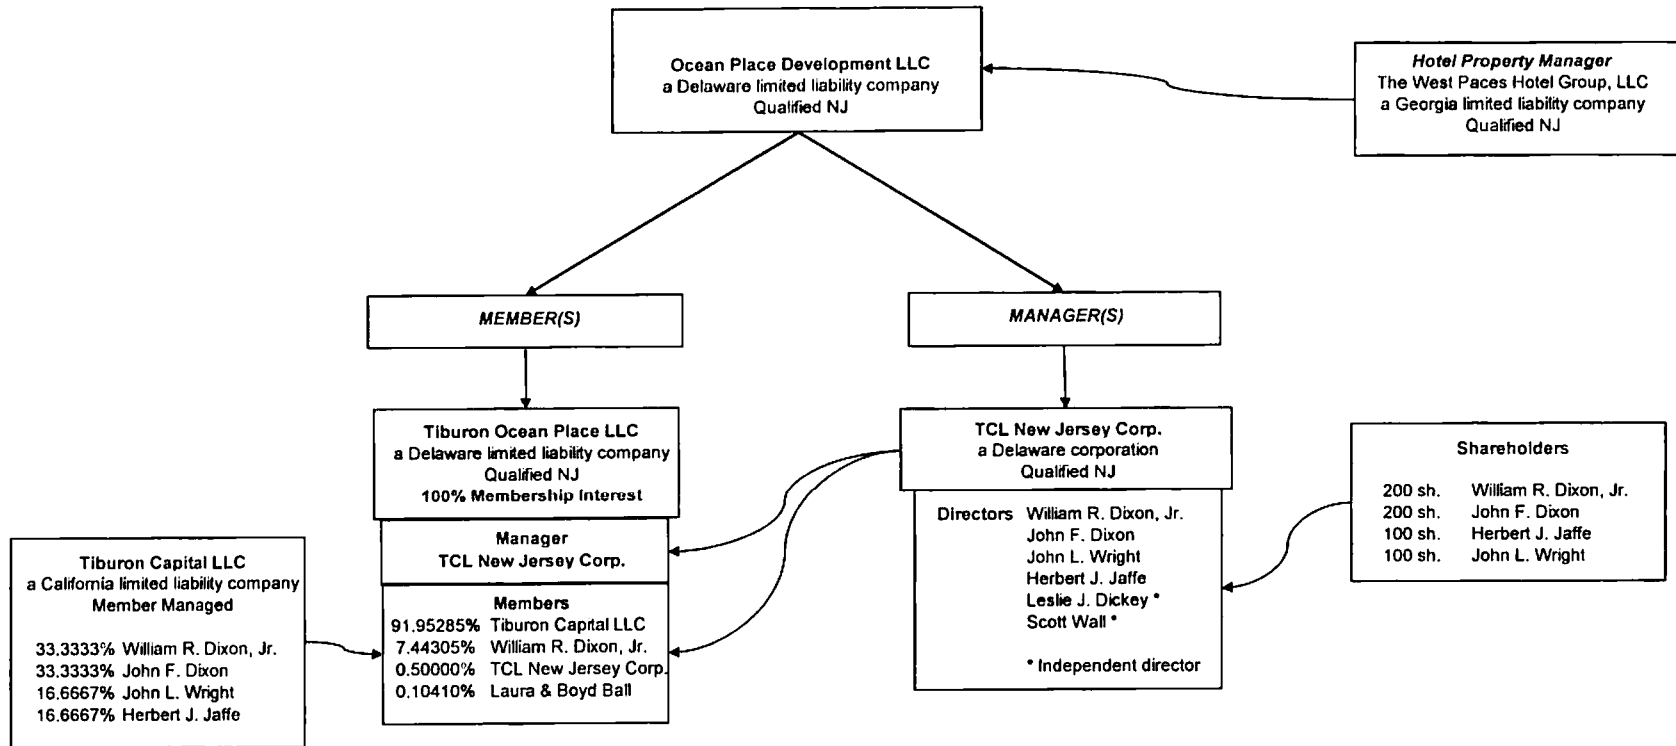 Ocean Place Development LLC
a Delaware limited liability company
Qualified NJ
Hotel Property Manager
The West Paces Hotel Group, LLC
a Georgia limited liability company
Qualified NJ
MEMBER(S)
MANAGER(S)
Tiburon Ocean Place LLC
a Delaware limited liability company
Qualified NJ
100% Membership Interest
Manager
TCL New Jersey Corp.
Members
91.95285% Tiburon Capital LLC
7.44305% William R. Dixon, Jr.
0.50000% TCL New Jersey Corp.
0.10410% Laura & Boyd Ball
TCL New Jersey Corp.
a Delaware corporation
Qualified NJ
Directors William R. Dixon, Jr.
John F. Dixon
John L. Wright
Herbert J. Jaffe
Leslie J. Dickey *
Scott Wall *
* Independent director
Shareholders
200 sh. William R. Dixon, Jr.
200 sh. John F. Dixon
100 sh. Herbert J. Jaffe
100 sh. John L. Wright
Tiburon Capital LLC
a California limited liability company
Member Managed
33.3333% William R. Dixon, Jr.
33.3333% John F. Dixon
16.6667% John L. Wright
16.6667% Herbert J. Jaffe